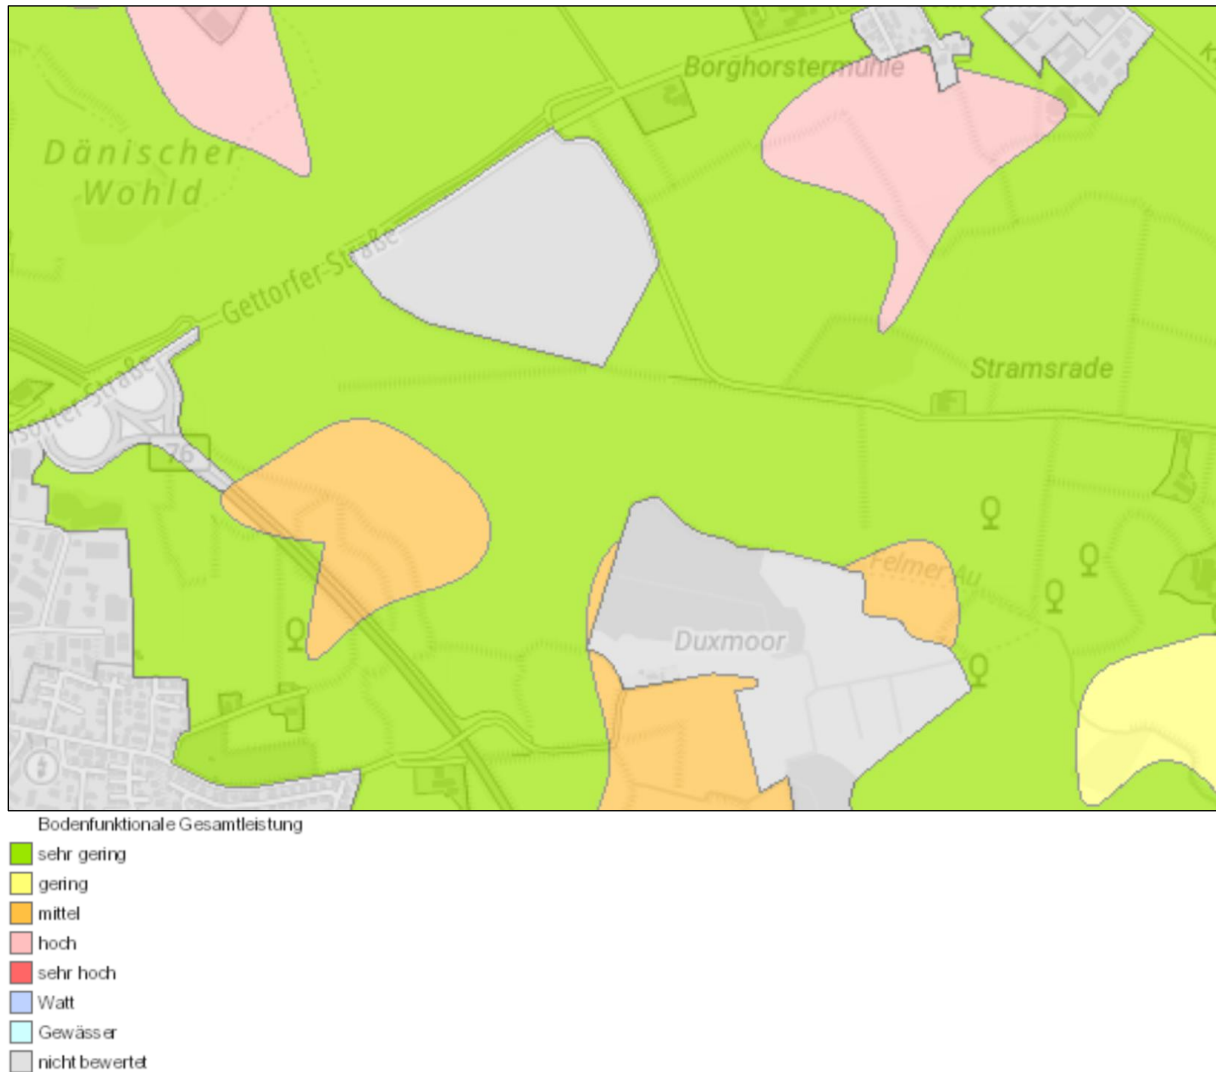 Borghorstermühle
Dänischer
Wohld
Gettorfer-Straße
Stramsrade
76
Felmer Au
Duxmoor
Bodenfunktionale Gesamtleistung
sehr gering
gering
mittel
hoch
sehr hoch
Watt
Gewässer
nicht bewertet